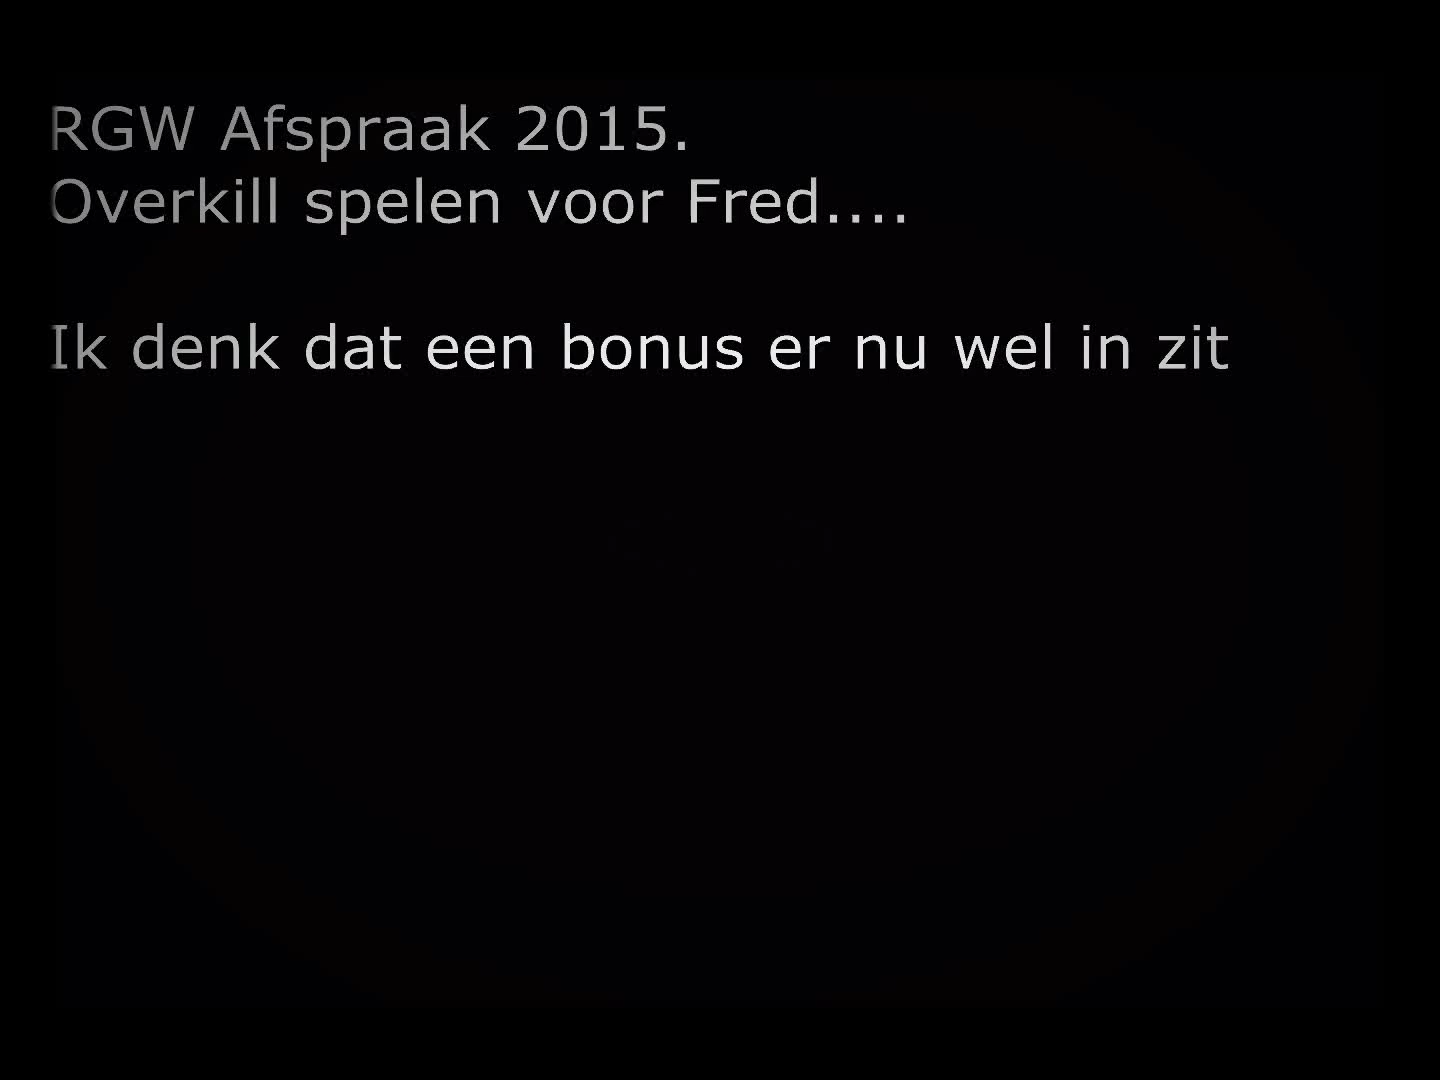 RGW Afspraak 2015.
Overkill spelen voor Fred....
Ik denk dat een bonus er nu wel in zit